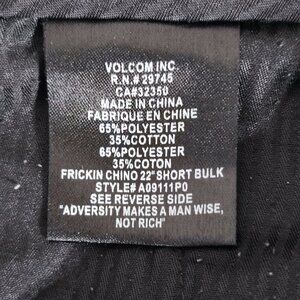 VOLCOM INC.
R.N.# 29745
CA#32350
MADE IN CHINA
FABRIQUE EN CHINE
65%POLYESTER
35%COTTON
65%POLYESTER
35%COTON
FRICKIN CHINO 22"SHORT BULK
STYLE# A09111P0
SEE REVERSE SIDE
"ADVERSITY MAKES A MAN WISE,
NOT RICH"